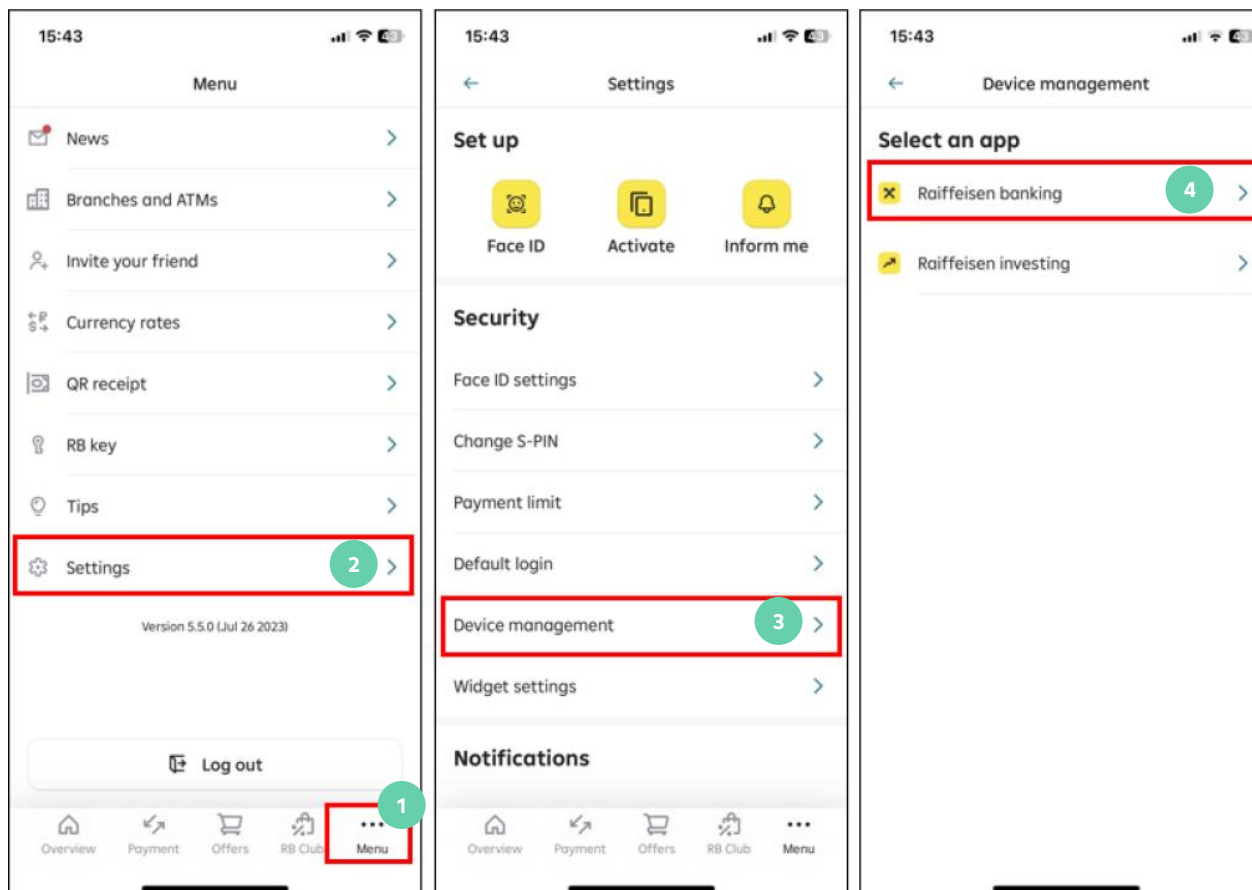 15:43
Menu
News
Branches and ATMs
Invite your friend
Currency rates
QR receipt
RB key
Tips
Settings 2
Version 5.5.0 (Jul 26 2023)
Log out
1
Overview Payment Offers RB Club Menu
15:43
Settings
Set up
Face ID Activate Inform me
Security
Face ID settings
Change S-PIN
Payment limit
Default login
Device management 3
Widget settings
Notifications
Overview Payment Offers RB Club Menu
15:43
Device management
Select an app
Raiffeisen banking 4
Raiffeisen investing